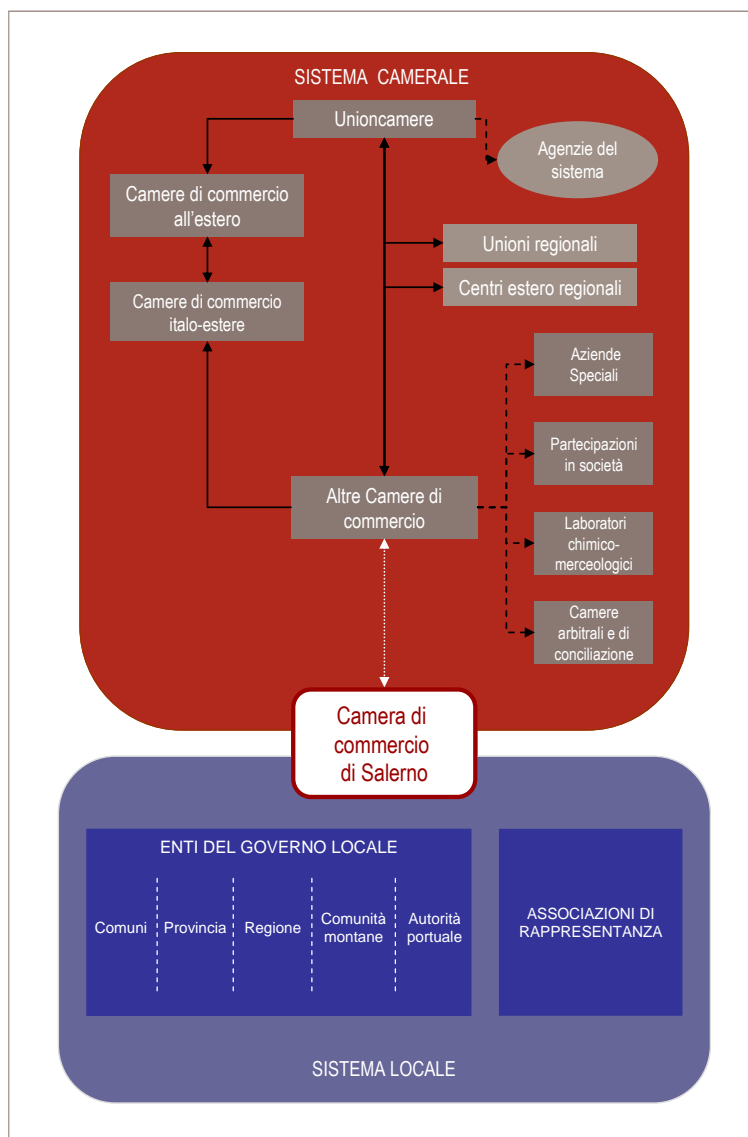 SISTEMA CAMERALE
Unioncamere
Agenzie del
sistema
Camere di commercio
all'estero
Unioni regionali
Centri estero regionali
Camere di commercio
italo-estere
Aziende
Speciali
Partecipazioni
in società
Altre Camere di
commercio
Laboratori
chimico-
merceologici
Camere
arbitrali e di
conciliazione
Camera di
commercio
di Salerno
ENTI DEL GOVERNO LOCALE
Comuni
Provincia
Regione
Comunità
montane
Autorità
portuale
ASSOCIAZIONI DI
RAPPRESENTANZA
SISTEMA LOCALE